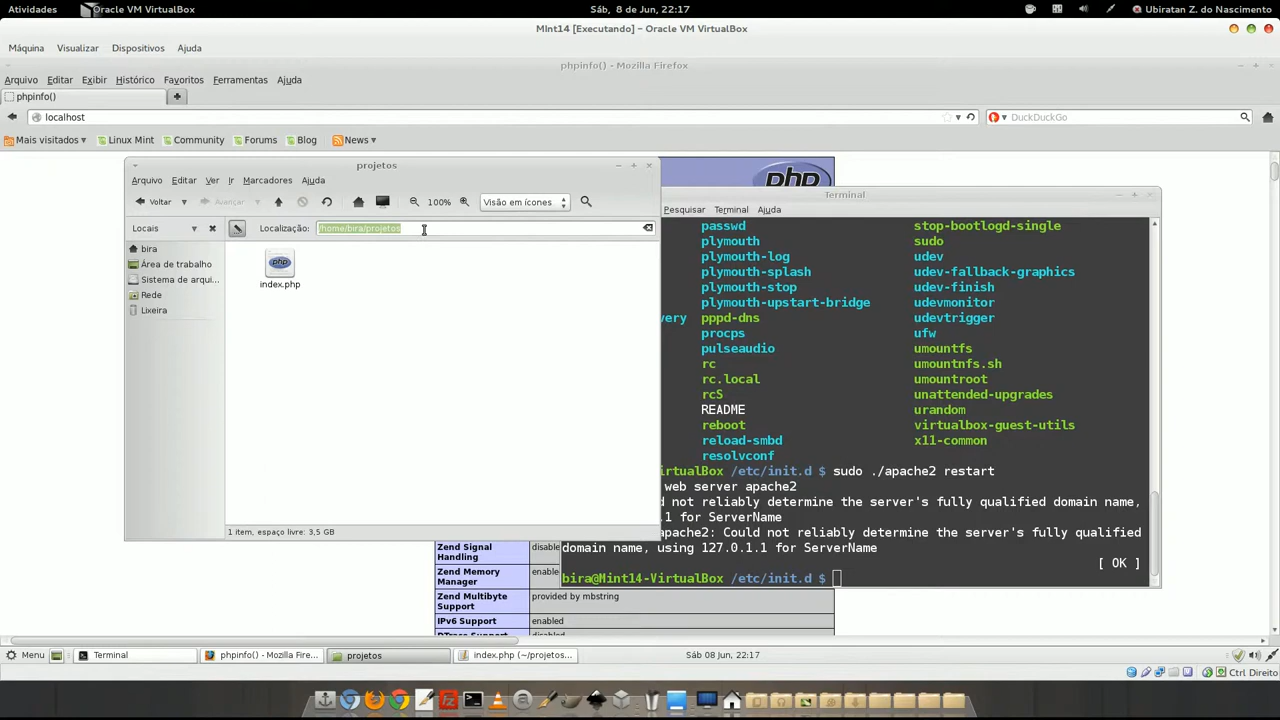 Atividades
Oracle VM VirtualBox
Sáb, 8 de Jun, 22:17
Ubiratan Z. do Nascimento
Mint14 [Executando] – Oracle VM VirtualBox
Máquina Visualizar Dispositivos Ajuda
phpinfo() - Mozilla Firefox
Arquivo Editar Exibir Histórico Favoritos Ferramentas Ajuda
phpinfo()
localhost
DuckDuckGo
Mais visitados Linux Mint Community Forums Blog News
php
projetos
Arquivo Editar Ver Ir Marcadores Ajuda
Voltar Avançar 100% Visão em ícones
Locais
Localização: /home/bira/projetos
bira
Área de trabalho
Sistema de arqui...
Rede
Lixeira
php
index.php
1 item, espaço livre: 3,5 GB
Terminal
Pesquisar Terminal Ajuda
passwd stop-bootlogd-single
plymouth sudo
plymouth-log udev
plymouth-splash udev-fallback-graphics
plymouth-stop udev-finish
plymouth-upstart-bridge udevmonitor
very pppd-dns udevtrigger
procps ufw
pulseaudio umountfs
rc umountnfs.sh
rc.local umountroot
rcS unattended-upgrades
README urandom
reboot virtualbox-guest-utils
reload-smbd x11-common
resolvconf
irtualBox /etc/init.d $ sudo ./apache2 restart
web server apache2
d not reliably determine the server's fully qualified domain name,
.1 for ServerName
apache2: Could not reliably determine the server's fully qualified
domain name, using 127.0.1.1 for ServerName
[ OK ]
bira@Mint14-VirtualBox /etc/init.d $
Zend Signal Handling disable
Zend Memory Manager enable
Zend Multibyte Support provided by mbstring
IPv6 Support enabled
DTrace Support disabled
Menu Terminal phpinfo() - Mozilla Fire... projetos index.php (~/projetos... Sáb 08 Jun, 22:17
Ctrl Direito